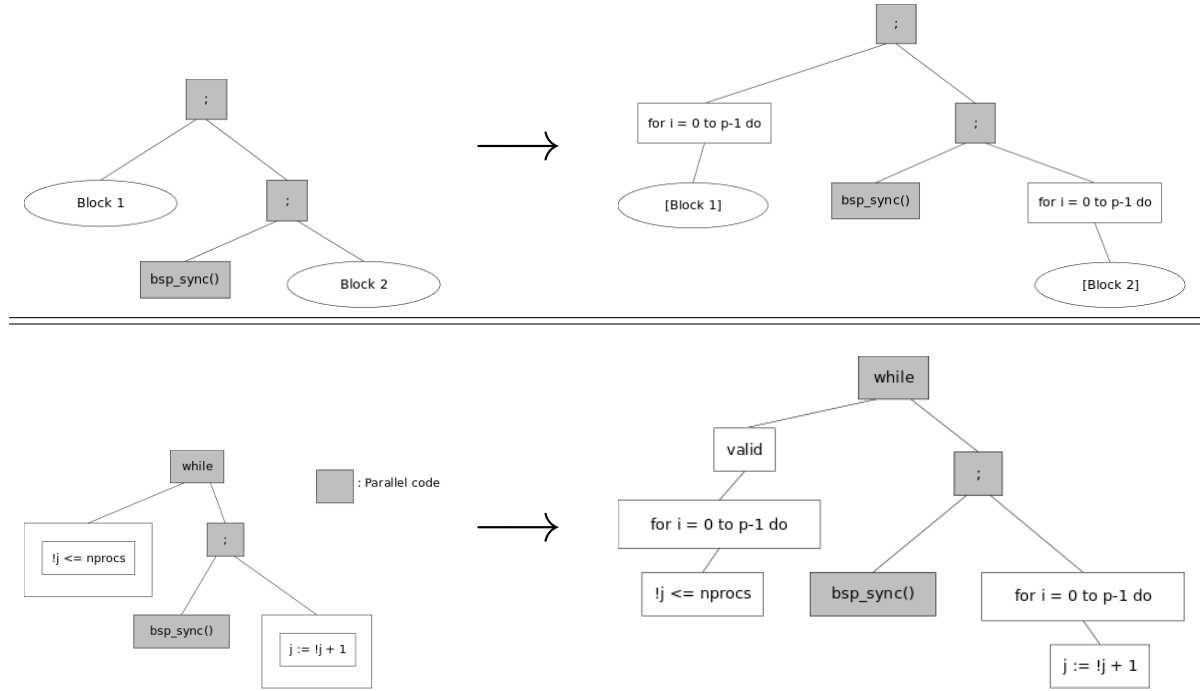 ;
;
Block 1
;
for i = 0 to p-1 do
;
bsp_sync()
Block 2
[Block 1]
bsp_sync()
for i = 0 to p-1 do
[Block 2]
while
: Parallel code
!j <= nprocs
;
bsp_sync()
j := !j + 1
while
valid
;
for i = 0 to p-1 do
!j <= nprocs
bsp_sync()
for i = 0 to p-1 do
j := !j + 1